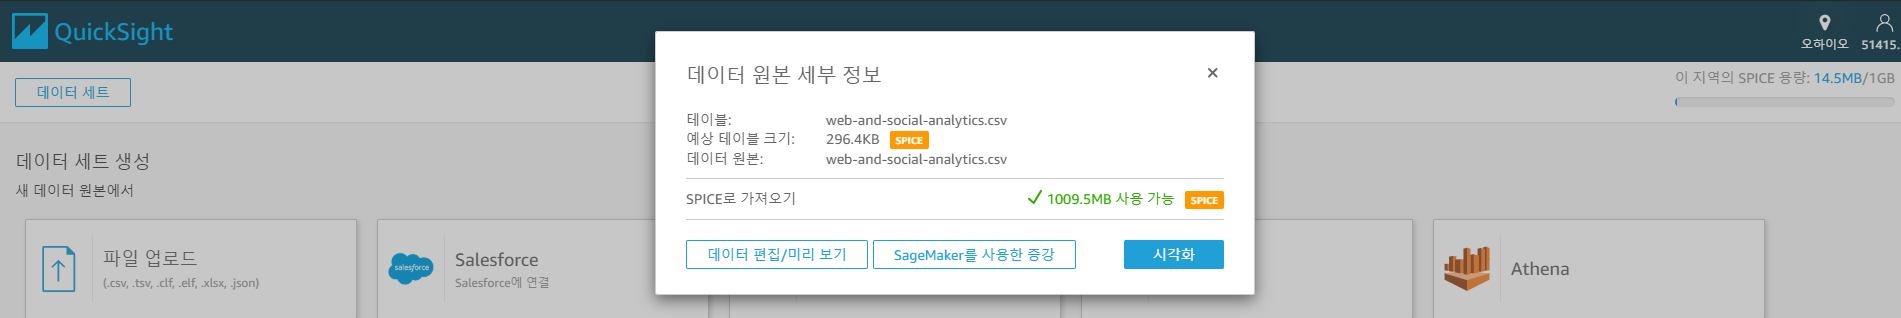 QuickSight
오하이오
51415.
데이터 세트
이 지역의 SPICE 용량: 14.5MB/1GB
데이터 원본 세부 정보
×
테이블: web-and-social-analytics.csv
예상 테이블 크기: 296.4KB SPICE
데이터 원본: web-and-social-analytics.csv
SPICE로 가져오기 1009.5MB 사용 가능 SPICE
데이터 편집/미리 보기 SageMaker를 사용한 증강 시각화
데이터 세트 생성
새 데이터 원본에서
파일 업로드
(.csv, .tsv, .clf, .elf, .xlsx, .json)
salesforce
Salesforce
Salesforce에 연결
Athena